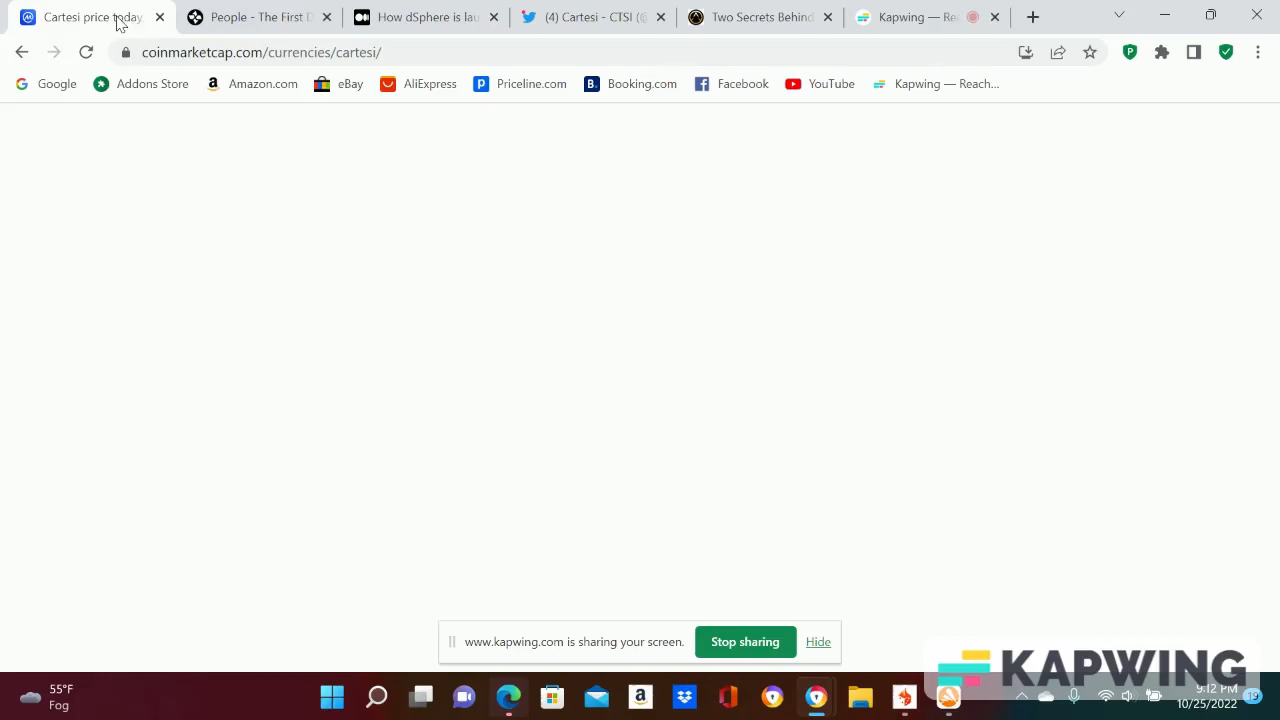 Cartesi price today,
People - The First D
How dSphere is lau
(4) Cartesi - CTSI (@
Two Secrets Behind
Kapwing — Rea
coinmarketcap.com/currencies/cartesi/
Google
Addons Store
Amazon.com
eBay
AliExpress
Priceline.com
Booking.com
Facebook
YouTube
Kapwing — Reach...
www.kapwing.com is sharing your screen.
Stop sharing
Hide
KAPWING
55°F
Fog
9:12 PM
10/25/2022
19